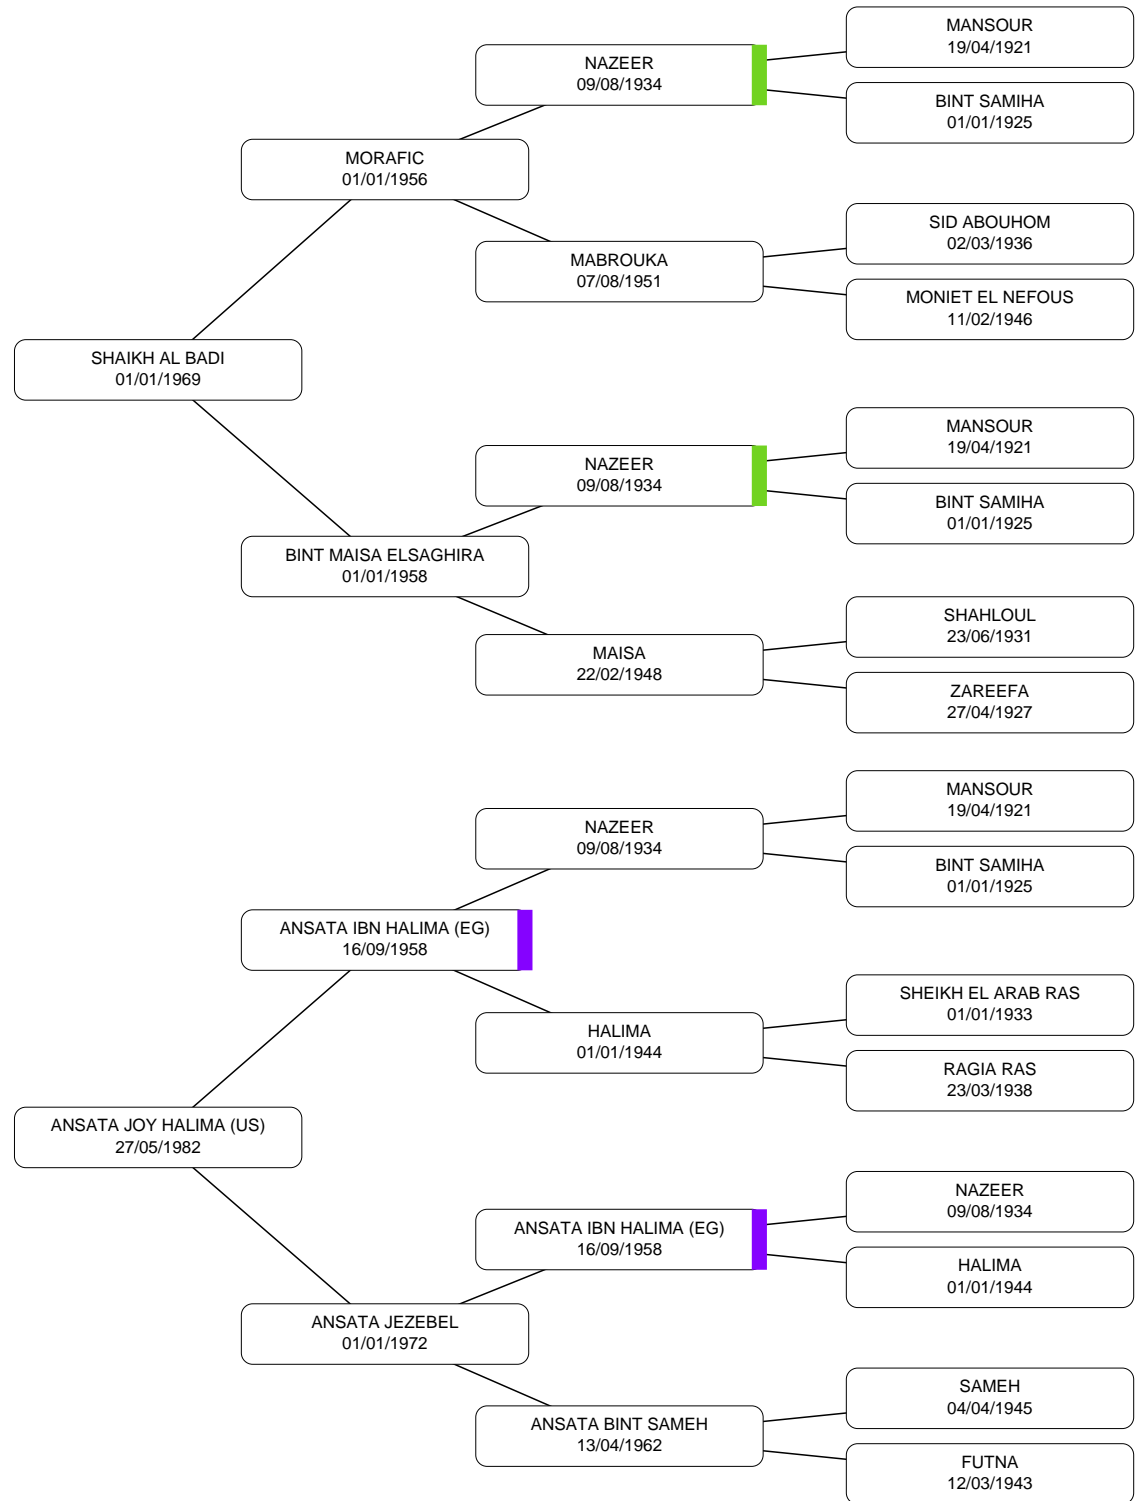 MANSOUR
19/04/1921
NAZEER
09/08/1934
BINT SAMIHA
01/01/1925
MORAFIC
01/01/1956
SID ABOUHOM
02/03/1936
MABROUKA
07/08/1951
MONIET EL NEFOUS
11/02/1946
SHAIKH AL BADI
01/01/1969
MANSOUR
19/04/1921
NAZEER
09/08/1934
BINT SAMIHA
01/01/1925
BINT MAISA ELSAGHIRA
01/01/1958
SHAHLOUL
23/06/1931
MAISA
22/02/1948
ZAREEFA
27/04/1927
MANSOUR
19/04/1921
NAZEER
09/08/1934
BINT SAMIHA
01/01/1925
ANSATA IBN HALIMA (EG)
16/09/1958
SHEIKH EL ARAB RAS
01/01/1933
HALIMA
01/01/1944
RAGIA RAS
23/03/1938
ANSATA JOY HALIMA (US)
27/05/1982
NAZEER
09/08/1934
ANSATA IBN HALIMA (EG)
16/09/1958
HALIMA
01/01/1944
ANSATA JEZEBEL
01/01/1972
SAMEH
04/04/1945
ANSATA BINT SAMEH
13/04/1962
FUTNA
12/03/1943